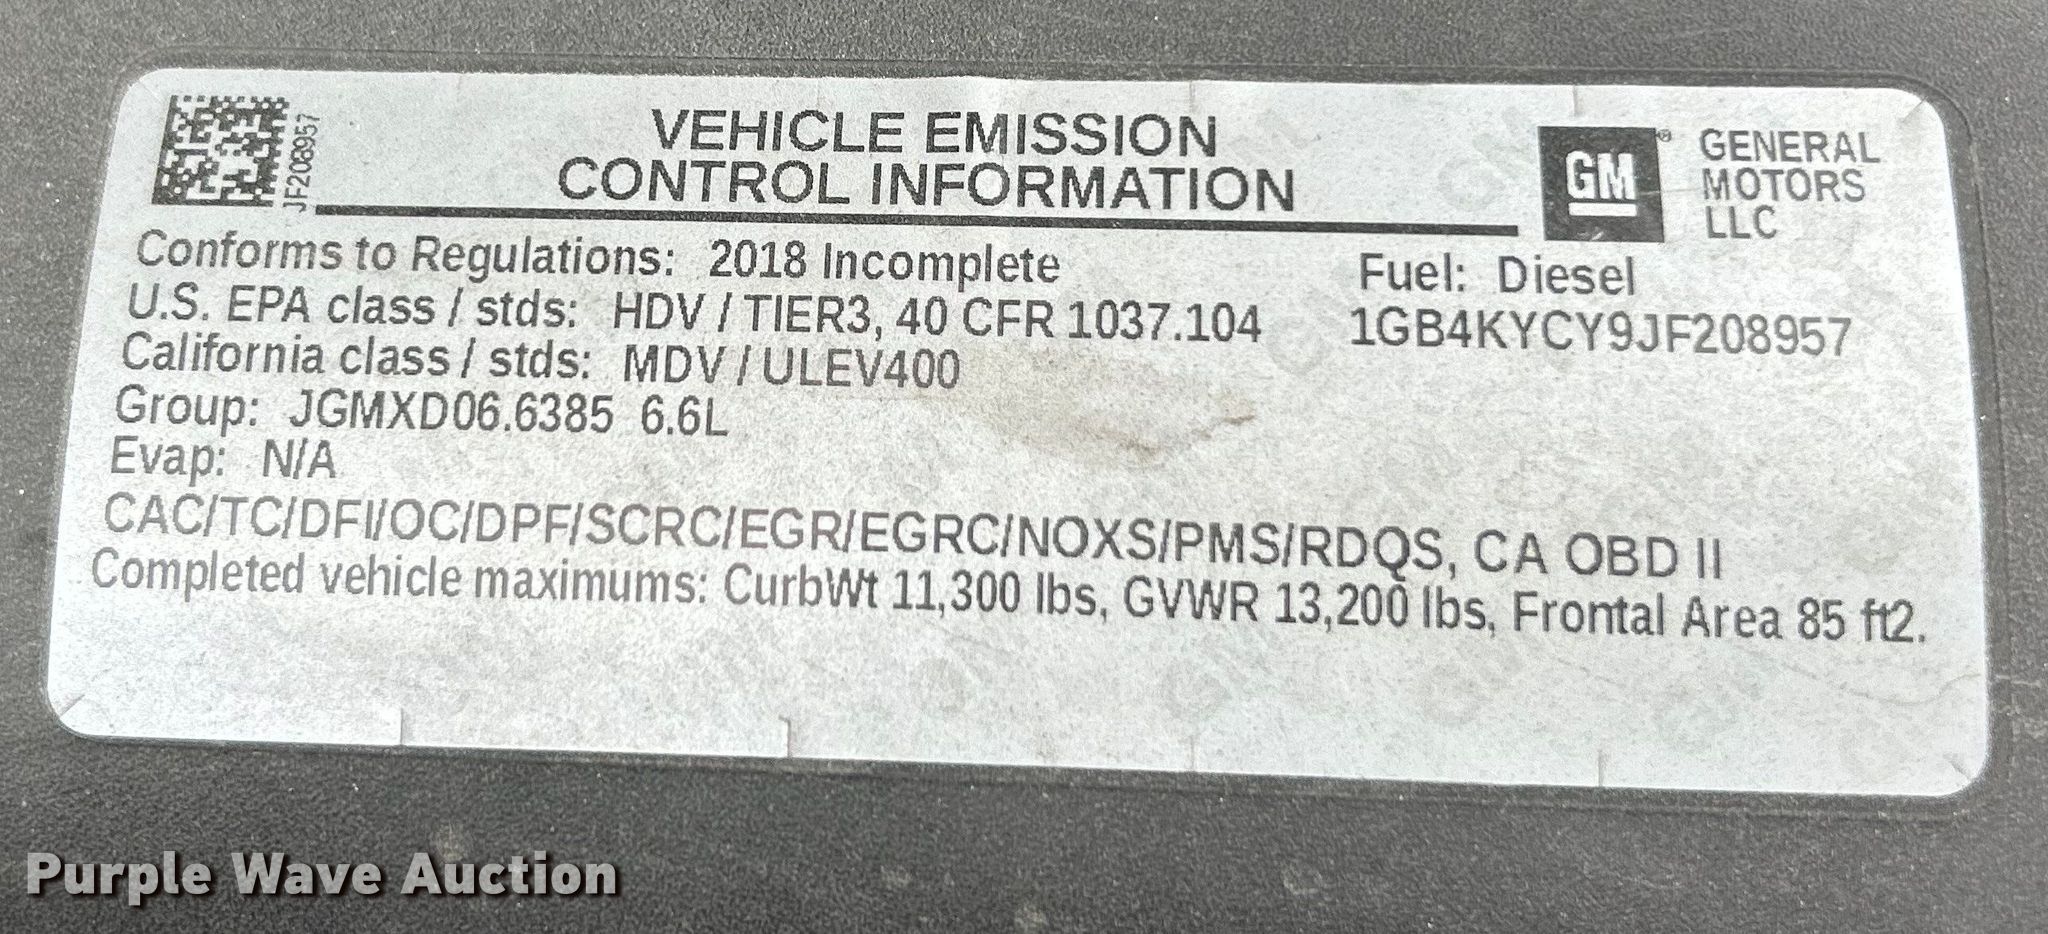 JF208957
VEHICLE EMISSION
CONTROL INFORMATION
GM®
GENERAL
MOTORS
LLC
Conforms to Regulations: 2018 Incomplete
Fuel: Diesel
U.S. EPA class / stds: HDV / TIER3, 40 CFR 1037.104
1GB4KYCY9JF208957
California class / stds: MDV / ULEV400
Group: JGMXD06.6385 6.6L
Evap: N/A
CAC/TC/DFI/OC/DPF/SCRC/EGR/EGRC/NOXS/PMS/RDQS, CA OBD II
Completed vehicle maximums: CurbWt 11,300 lbs, GVWR 13,200 lbs, Frontal Area 85 ft2.
Purple Wave Auction